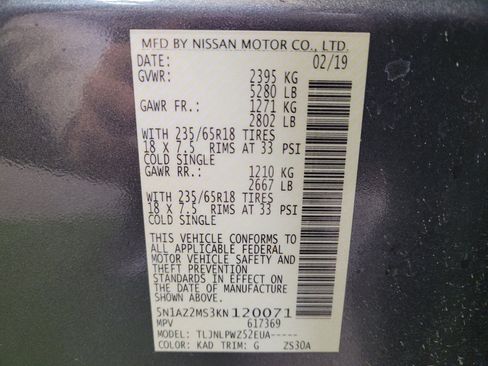 MFD BY NISSAN MOTOR CO., LTD.
DATE: 02/19
GVWR: 2395 KG
5280 LB
GAWR FR.: 1271 KG
2802 LB
WITH 235/65R18 TIRES
18 X 7.5 RIMS AT 33 PSI
COLD SINGLE
GAWR RR.: 1210 KG
2667 LB
WITH 235/65R18 TIRES
18 X 7.5 RIMS AT 33 PSI
COLD SINGLE
THIS VEHICLE CONFORMS TO
ALL APPLICABLE FEDERAL
MOTOR VEHICLE SAFETY AND
THEFT PREVENTION
STANDARDS IN EFFECT ON
THE DATE OF MANUFACTURE
SHOWN ABOVE.
5N1AZ2MS3KN120071
MPV 617369
TYPE: TLJNLPWZ52EUA-----
COLOR: KAD TRIM: G ZS30A